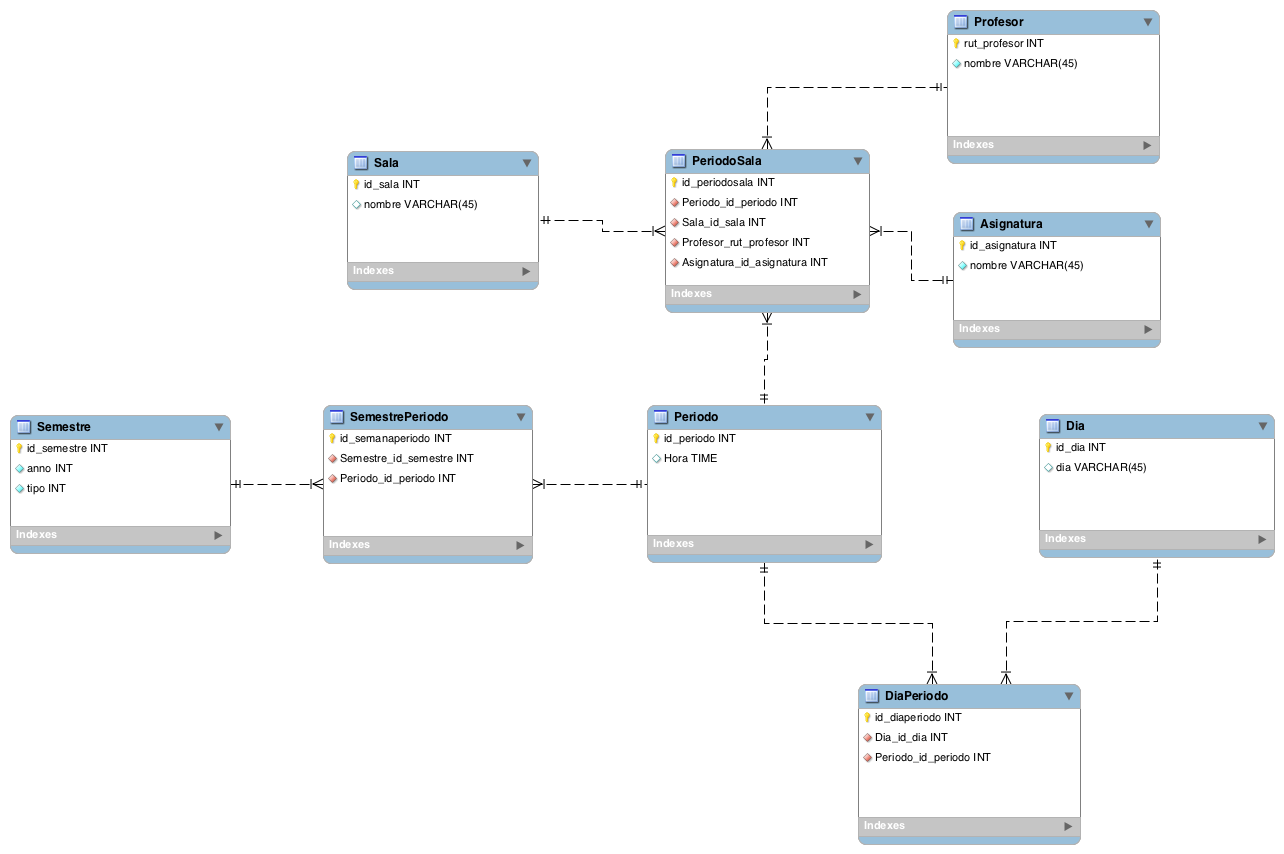 Profesor
rut_profesor INT
nombre VARCHAR(45)
Indexes
Sala
id_sala INT
nombre VARCHAR(45)
Indexes
PeriodoSala
id_periodosala INT
Periodo_id_periodo INT
Sala_id_sala INT
Profesor_rut_profesor INT
Asignatura_id_asignatura INT
Indexes
Asignatura
id_asignatura INT
nombre VARCHAR(45)
Indexes
Semestre
id_semestre INT
anno INT
tipo INT
Indexes
SemestrePeriodo
id_semanaperiodo INT
Semestre_id_semestre INT
Periodo_id_periodo INT
Indexes
Periodo
id_periodo INT
Hora TIME
Indexes
Dia
id_dia INT
dia VARCHAR(45)
Indexes
DiaPeriodo
id_diaperiodo INT
Dia_id_dia INT
Periodo_id_periodo INT
Indexes